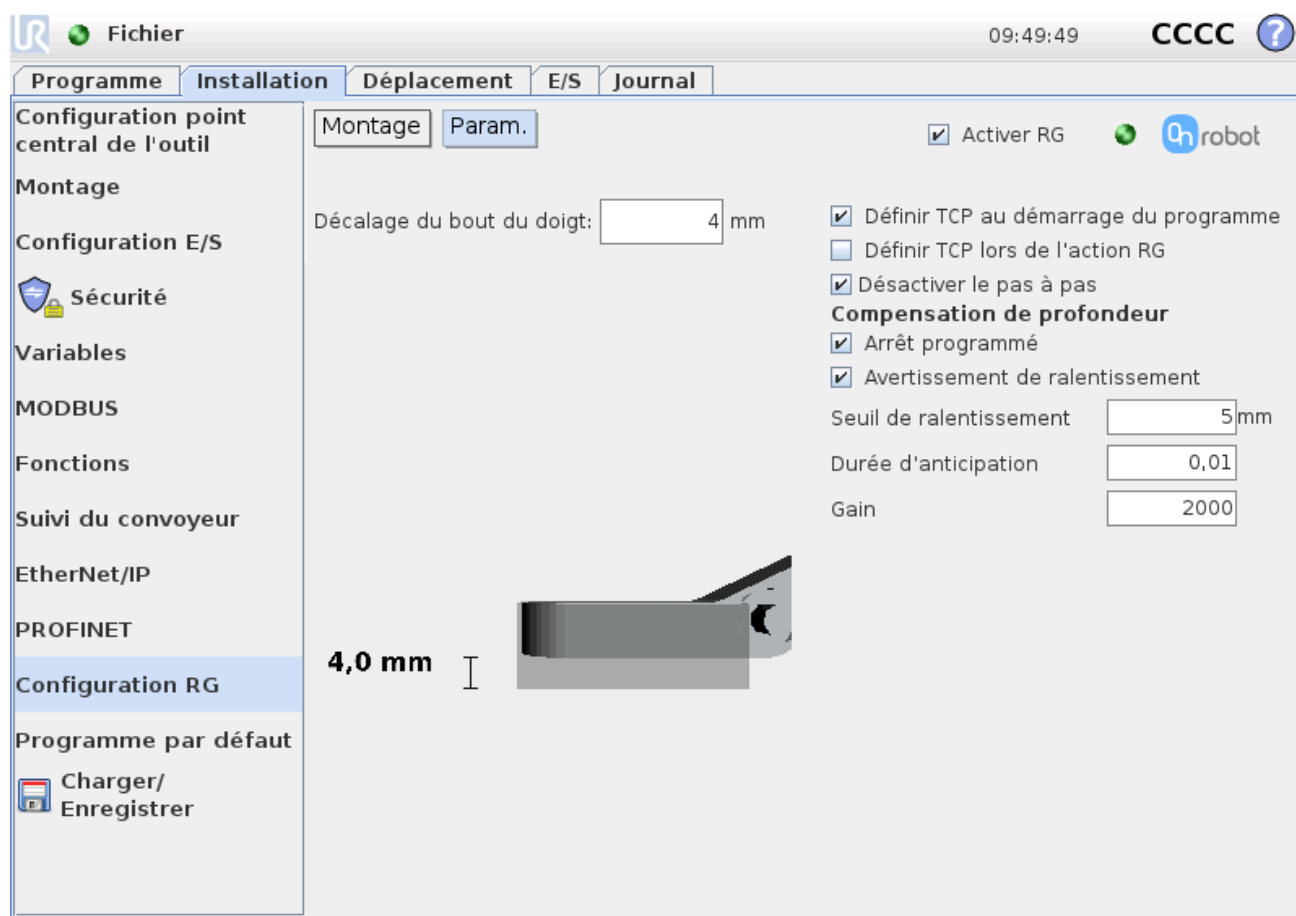 UR Fichier 09:49:49 CCCC ?
Programme Installation Déplacement E/S Journal
Configuration point
central de l'outil
Montage
Configuration E/S
Sécurité
Variables
MODBUS
Fonctions
Suivi du convoyeur
EtherNet/IP
PROFINET
Configuration RG
Programme par défaut
Charger/
Enregistrer
Montage Param.
Activer RG On robot
Décalage du bout du doigt: 4 mm
4,0 mm
Définir TCP au démarrage du programme
Définir TCP lors de l'action RG
Désactiver le pas à pas
Compensation de profondeur
Arrêt programmé
Avertissement de ralentissement
Seuil de ralentissement 5 mm
Durée d'anticipation 0,01
Gain 2000